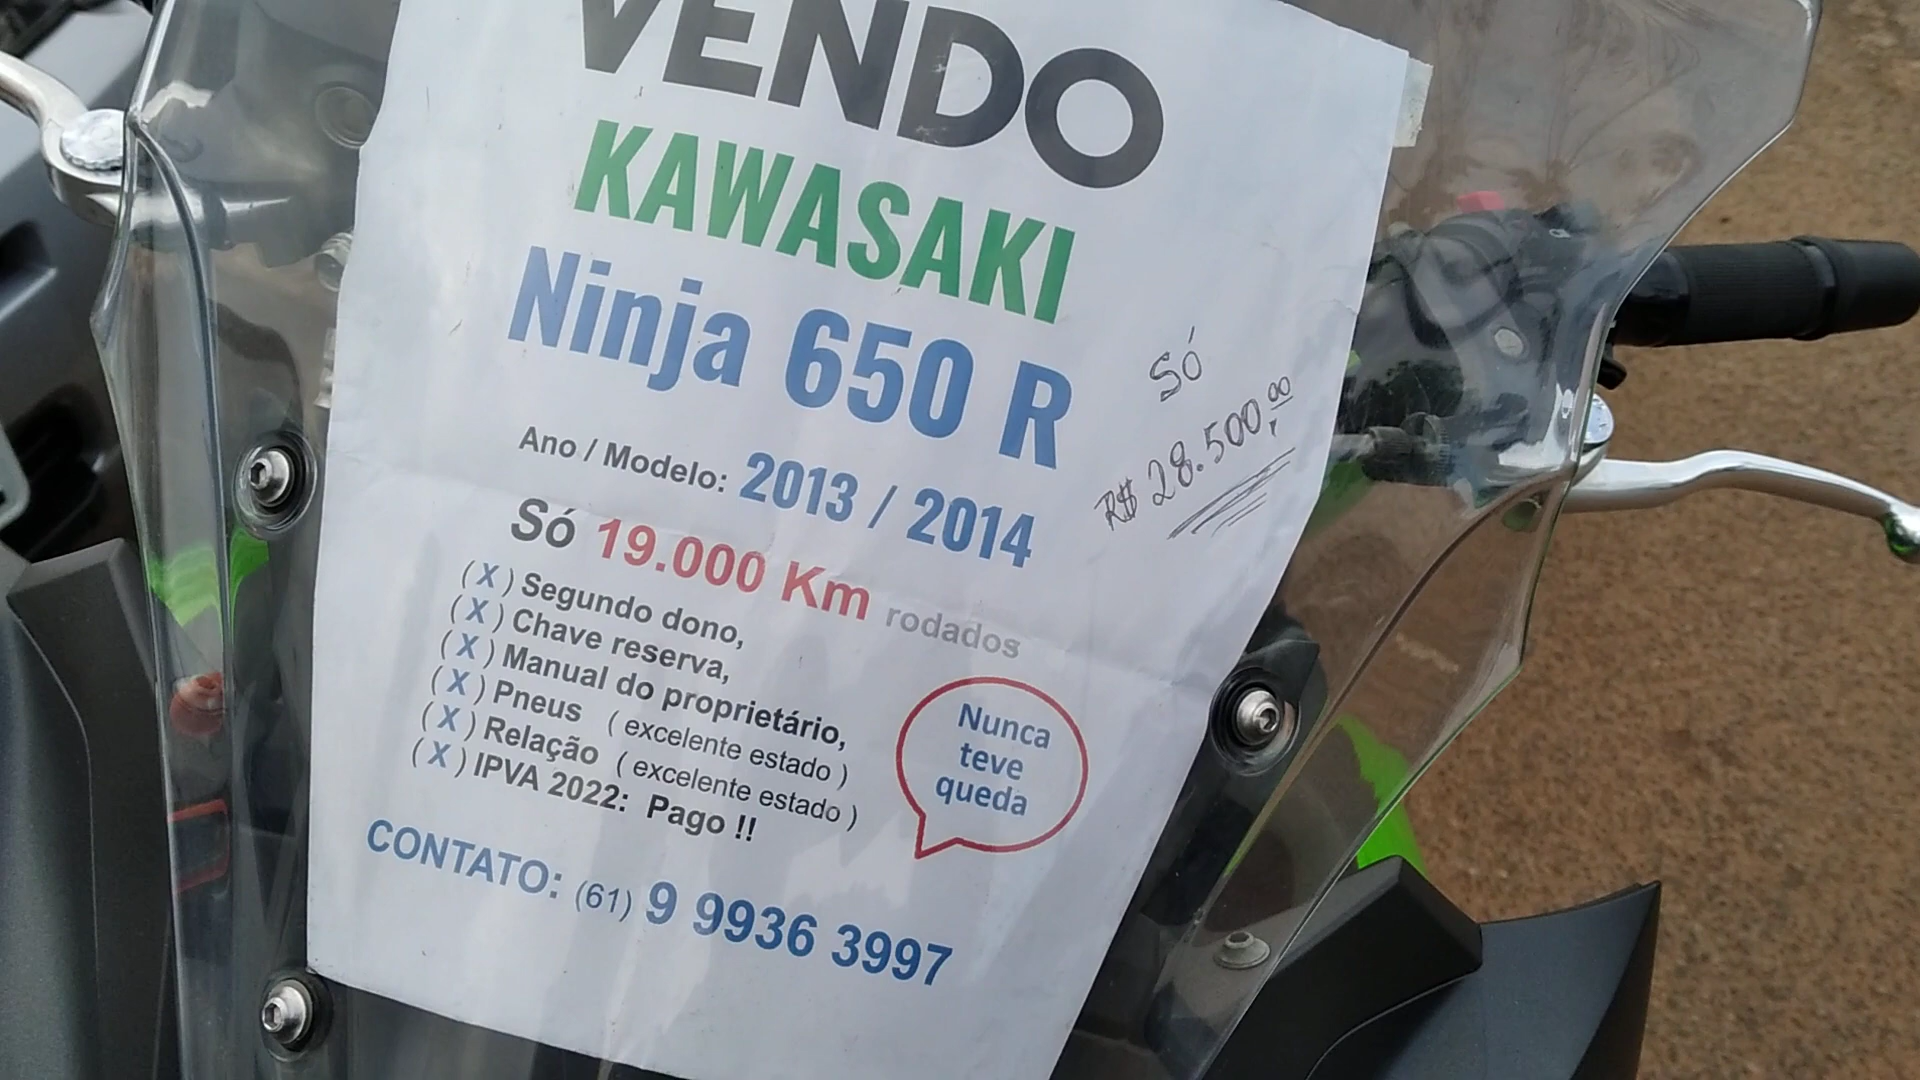 VENDO
KAWASAKI
Ninja 650 R
Só
R$ 28.500,00
Ano / Modelo: 2013 / 2014
Só 19.000 Km rodados
( X ) Segundo dono,
( X ) Chave reserva,
( X ) Manual do proprietário,
( X ) Pneus ( excelente estado )
( X ) Relação ( excelente estado )
( X ) IPVA 2022: Pago !!
Nunca
teve
queda
CONTATO: (61) 9 9936 3997